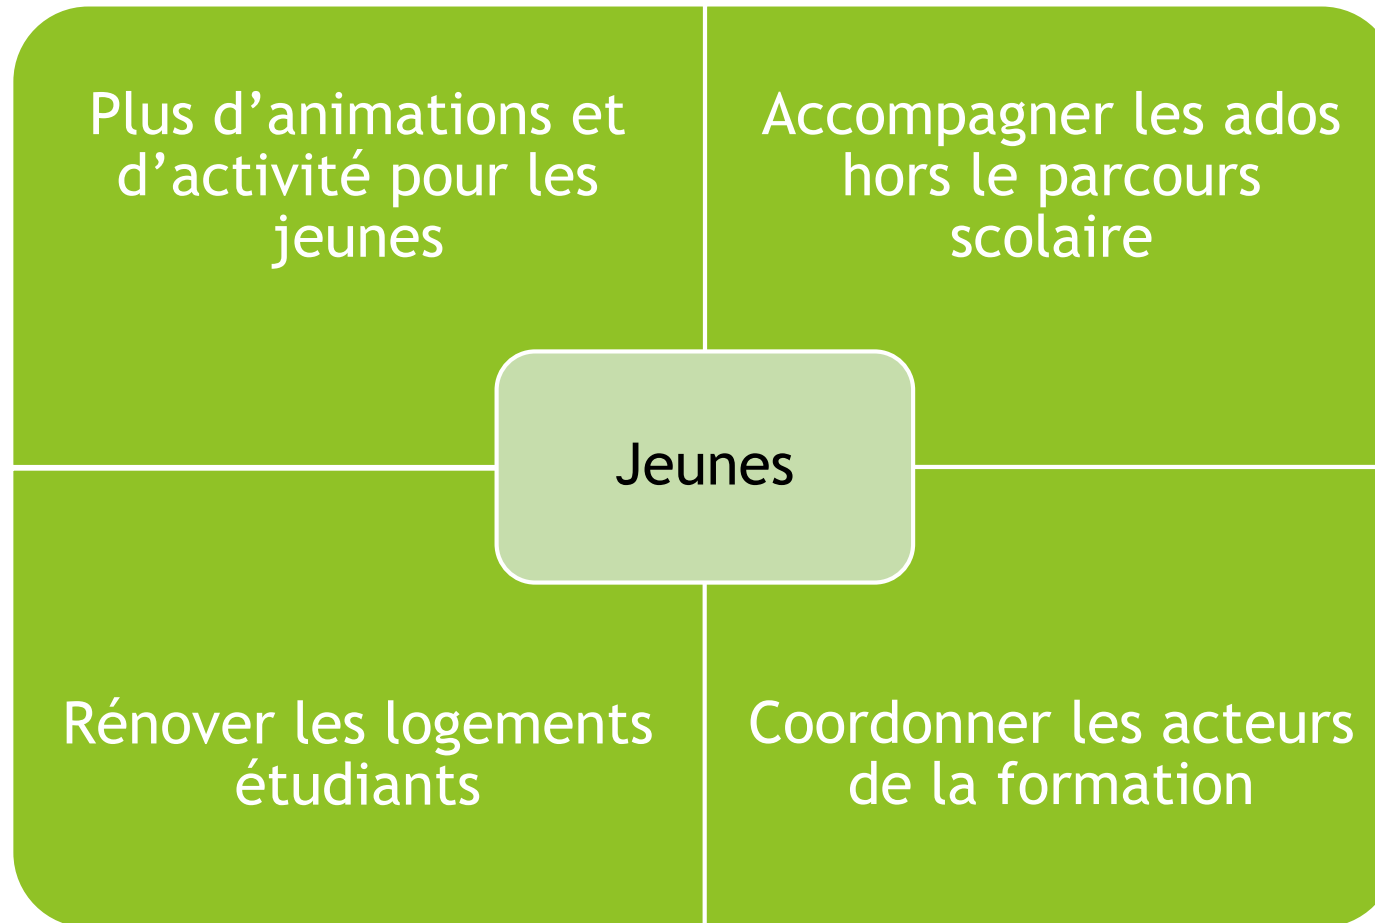 Plus d’animations et
d’activité pour les
jeunes
Accompagner les ados
hors le parcours
scolaire
Jeunes
Rénover les logements
étudiants
Coordonner les acteurs
de la formation